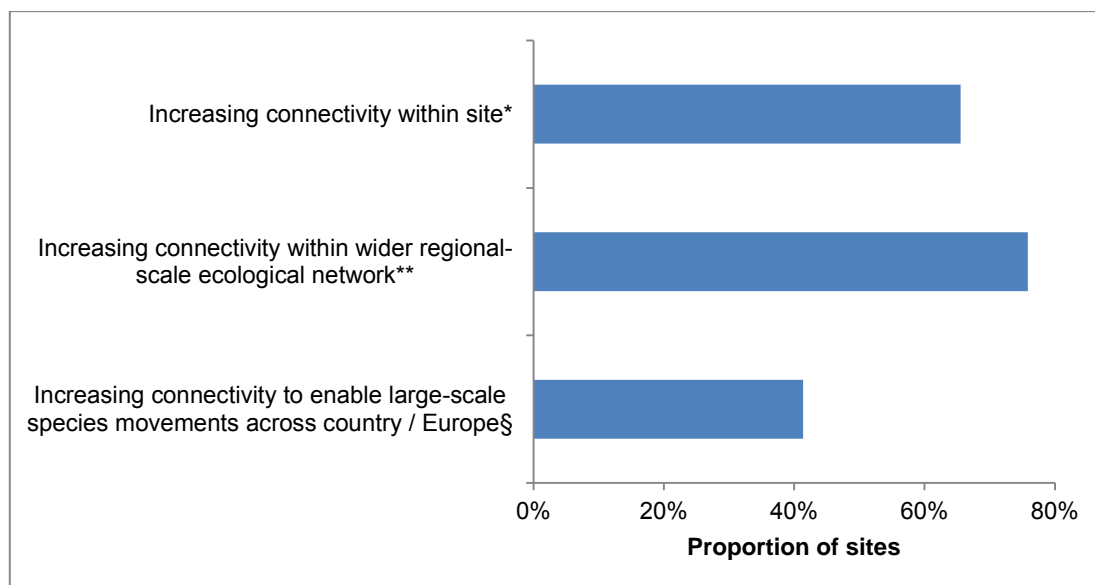 Increasing connectivity within site*
Increasing connectivity within wider regional-
scale ecological network**
Increasing connectivity to enable large-scale
species movements across country / Europe§
0%
20%
40%
60%
80%
Proportion of sites